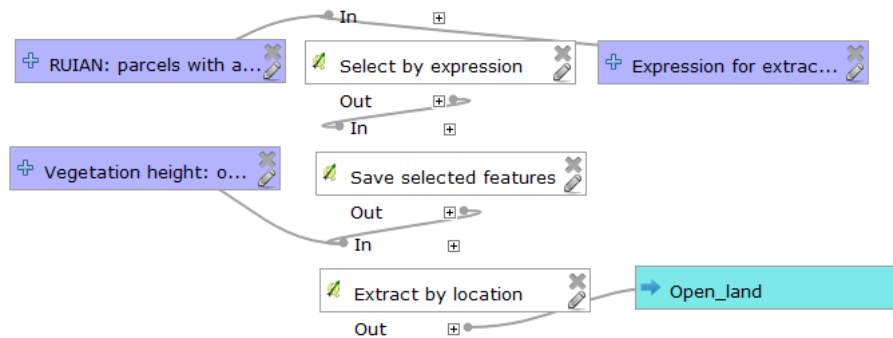 In
RUIAN: parcels with a...
Select by expression
Expression for extrac...
Out
In
Vegetation height: o...
Save selected features
Out
In
Extract by location
Open_land
Out